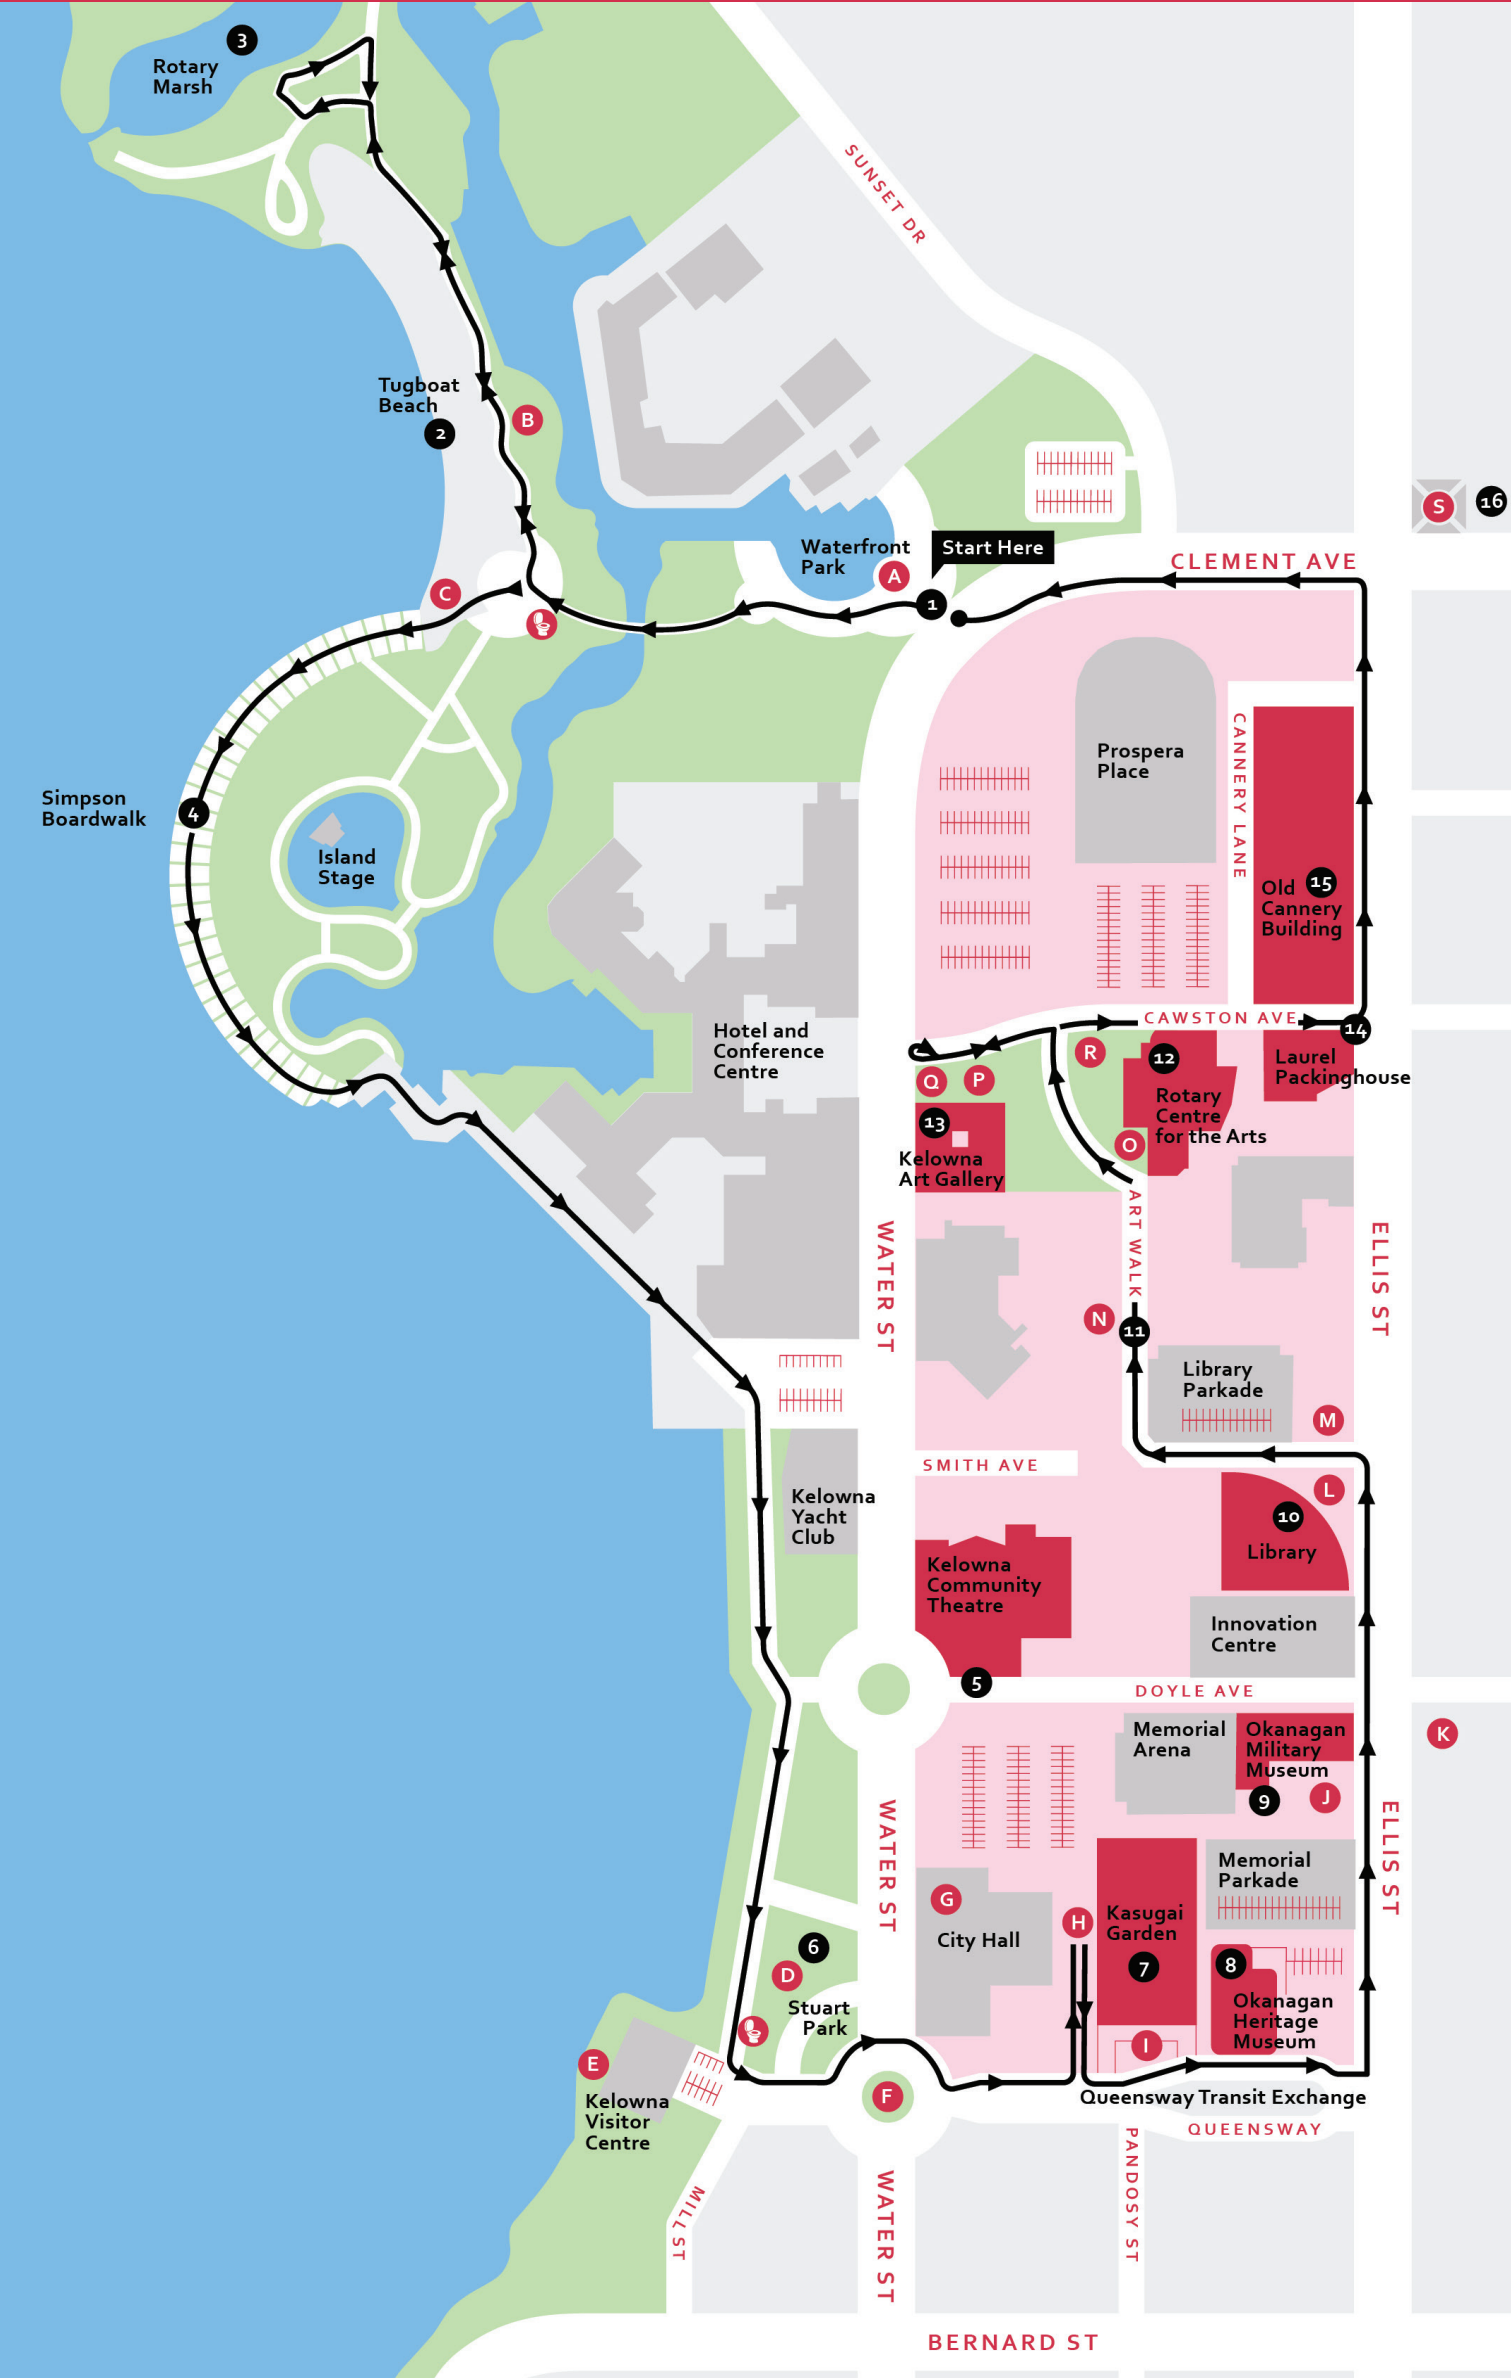 3
Rotary
Marsh
SUNSET DR
Tugboat
Beach
2
B
S
16
Waterfront
Park
A
Start Here
CLEMENT AVE
C
1
Simpson
Boardwalk
4
Island
Stage
Prospera
Place
CANNERY LANE
Old
15
Cannery
Building
Hotel and
Conference
Centre
CAWSTON AVE
14
Q
P
R
12
Laurel
Packinghouse
Rotary
Centre
for the Arts
13
O
Kelowna
Art Gallery
ART WALK
WATER ST
ELLIS ST
N
11
Library
Parkade
M
SMITH AVE
Kelowna
Yacht
Club
L
10
Library
Kelowna
Community
Theatre
Innovation
Centre
5
DOYLE AVE
Memorial
Arena
Okanagan
Military
Museum
K
9
J
WATER ST
ELLIS ST
Memorial
Parkade
G
City Hall
H
Kasugai
Garden
7
6
D
Stuart
Park
8
Okanagan
Heritage
Museum
I
E
Kelowna
Visitor
Centre
F
Queensway Transit Exchange
QUEENSWAY
MILL ST
WATER ST
PANDOSY ST
BERNARD ST